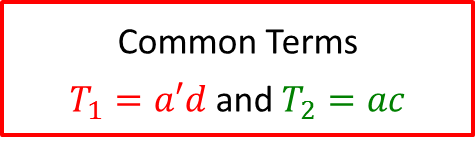 Common Terms
T₁ = a′d and T₂ = ac